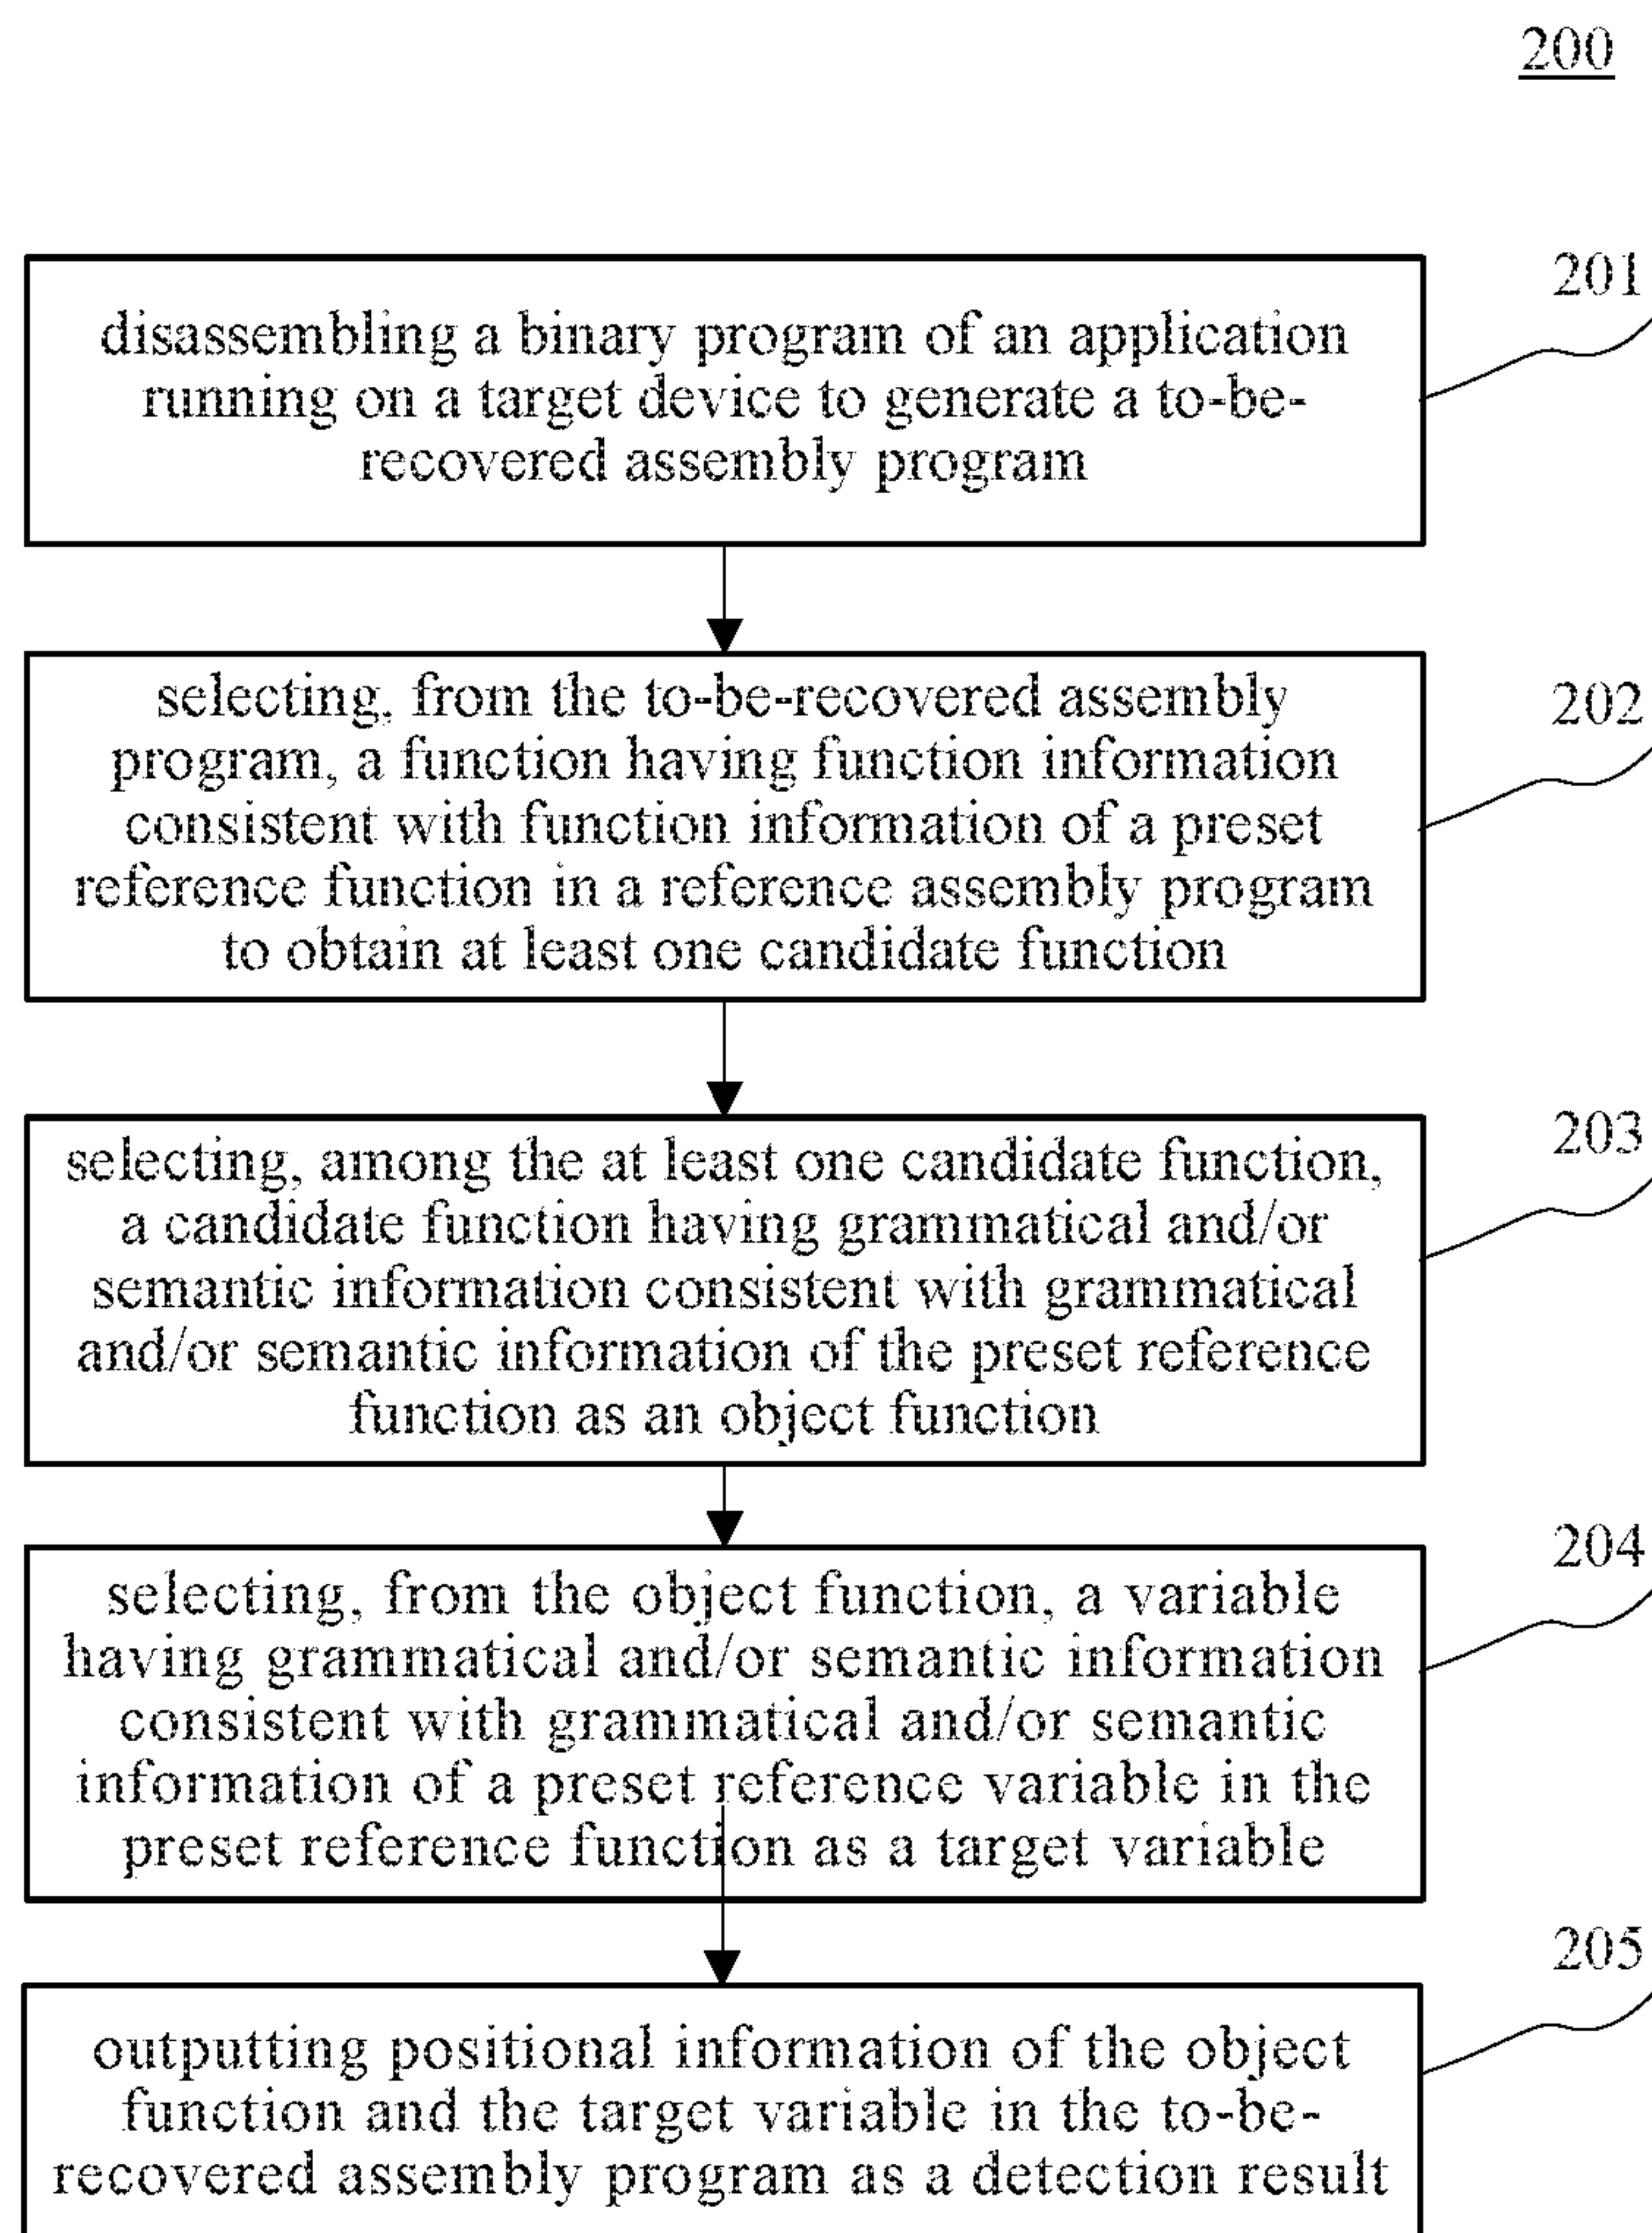 200
201
disassembling a binary program of an application
running on a target device to generate a to-be-
recovered assembly program
202
selecting, from the to-be-recovered assembly
program, a function having function information
consistent with function information of a preset
reference function in a reference assembly program
to obtain at least one candidate function
203
selecting, among the at least one candidate function,
a candidate function having grammatical and/or
semantic information consistent with grammatical
and/or semantic information of the preset reference
function as an object function
204
selecting, from the object function, a variable
having grammatical and/or semantic information
consistent with grammatical and/or semantic
information of a preset reference variable in the
preset reference function as a target variable
205
outputting positional information of the object
function and the target variable in the to-be-
recovered assembly program as a detection result